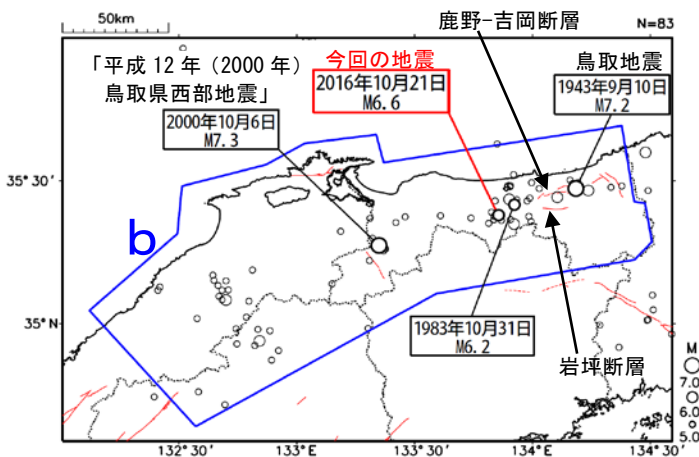 50km
N=83
鹿野−吉岡断層
「平成 12 年（2000 年）
鳥取県西部地震」
今回の地震
2016年10月21日
M6.6
鳥取地震
1943年9月10日
M7.2
2000年10月6日
M7.3
35°30'
b
35°N
1983年10月31日
M6.2
岩坪断層
M
7.0
6.0
5.0
132°30'
133°E
133°30'
134°E
134°30'